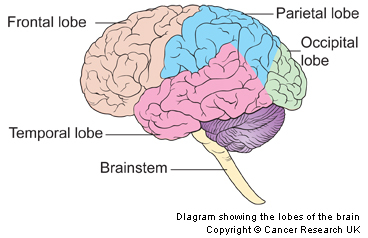 Frontal lobe
Parietal lobe
Occipital
lobe
Temporal lobe
Brainstem
Diagram showing the lobes of the brain
Copyright © Cancer Research UK